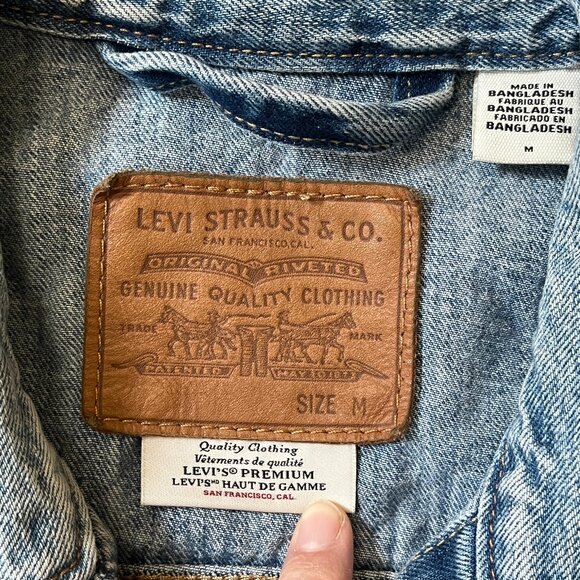 MADE IN
BANGLADESH
FABRIQUÉ AU
BANGLADESH
FABRICADO EN
BANGLADESH
M
LEVI STRAUSS & CO.
SAN FRANCISCO, CAL.
ORIGINAL RIVETED
GENUINE QUALITY CLOTHING
TRADE MARK
PATENTED MAY 20 1873
SIZE M
Quality Clothing
Vêtements de qualité
LEVI'S® PREMIUM
LEVI'S MD HAUT DE GAMME
SAN FRANCISCO, CAL.